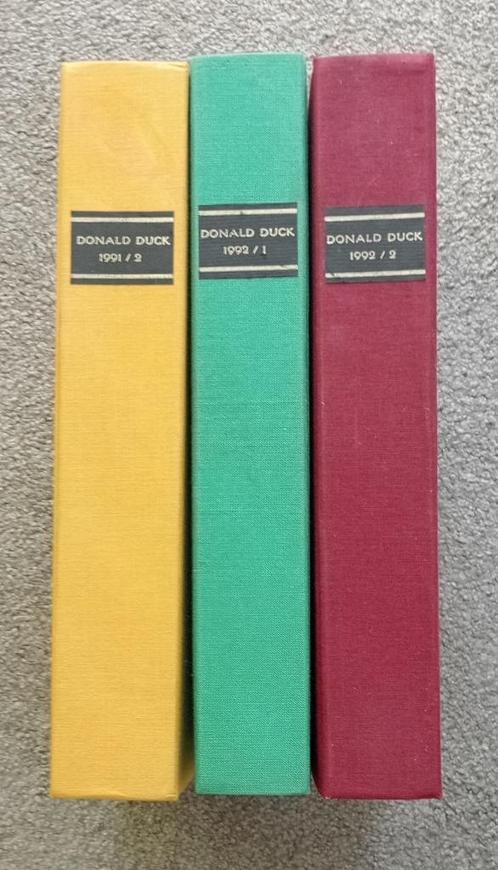 DONALD DUCK
1991 / 2
DONALD DUCK
1992 / 1
DONALD DUCK
1992 / 2